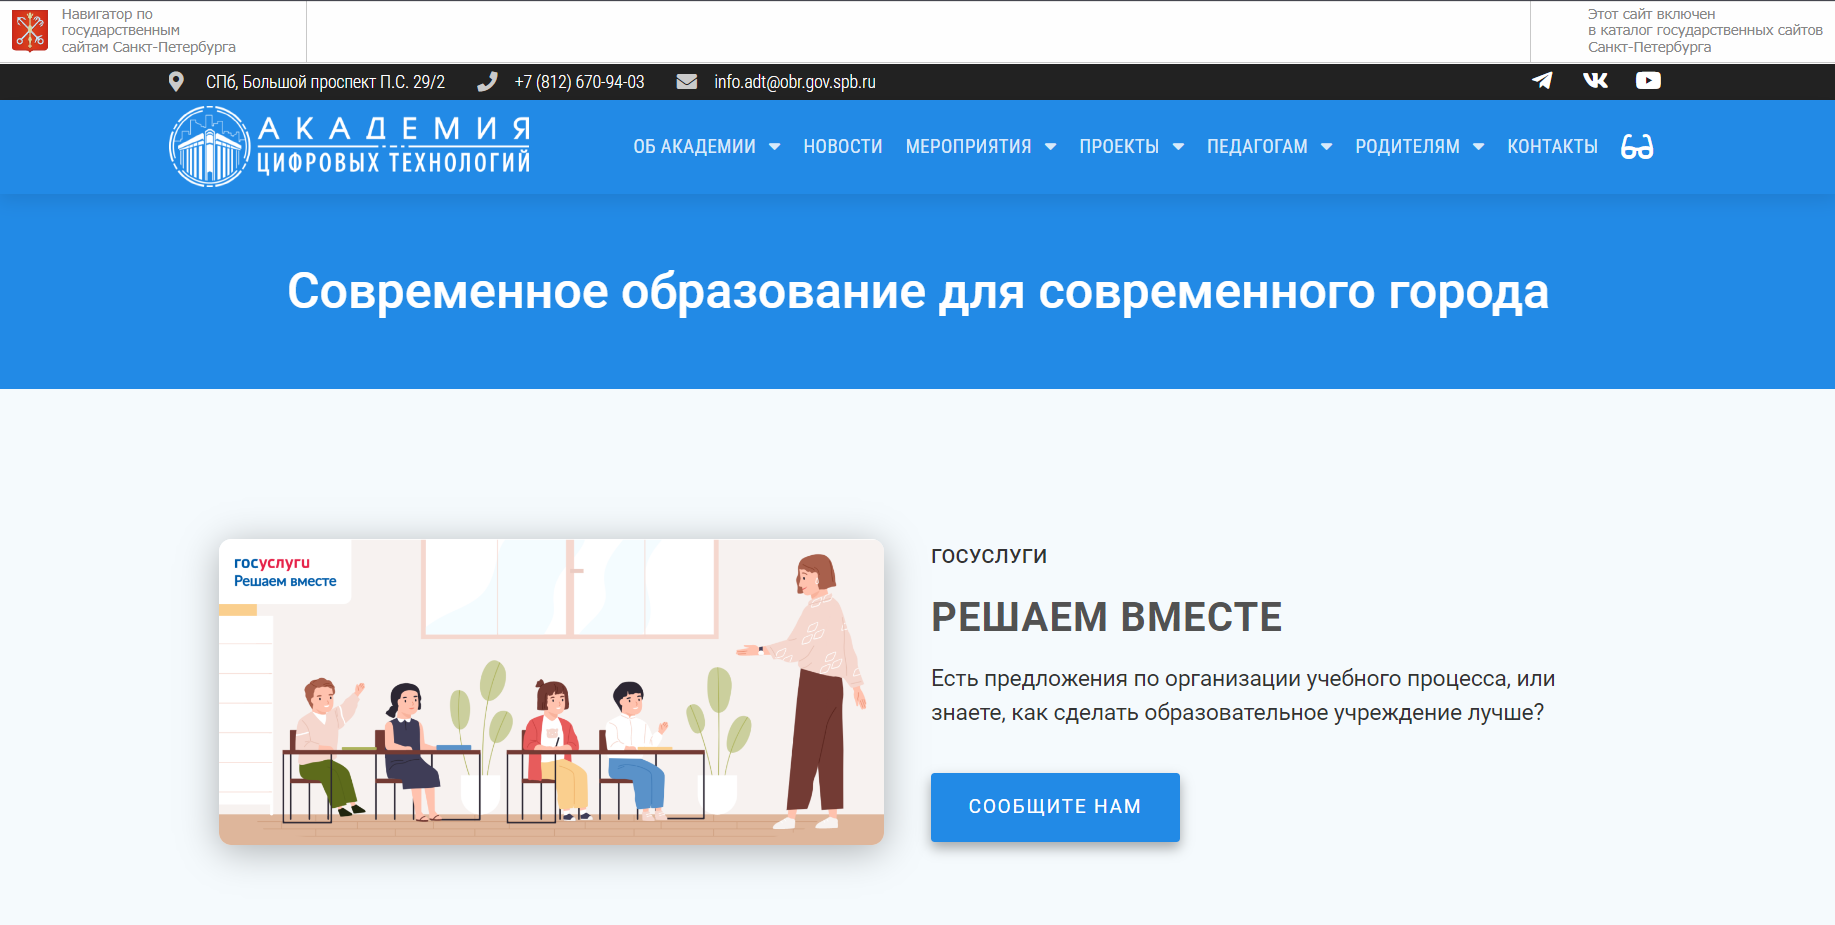 Навигатор по
государственным
сайтам Санкт-Петербурга
Этот сайт включен
в каталог государственных сайтов
Санкт-Петербурга
СПб, Большой проспект П.С. 29/2
+7 (812) 670-94-03
info.adt@obr.gov.spb.ru
АКАДЕМИЯ
ЦИФРОВЫХ ТЕХНОЛОГИЙ
ОБ АКАДЕМИИ НОВОСТИ МЕРОПРИЯТИЯ ПРОЕКТЫ ПЕДАГОГАМ РОДИТЕЛЯМ КОНТАКТЫ
Современное образование для современного города
госуслуги
Решаем вместе
ГОСУСЛУГИ
РЕШАЕМ ВМЕСТЕ
Есть предложения по организации учебного процесса, или
знаете, как сделать образовательное учреждение лучше?
СООБЩИТЕ НАМ